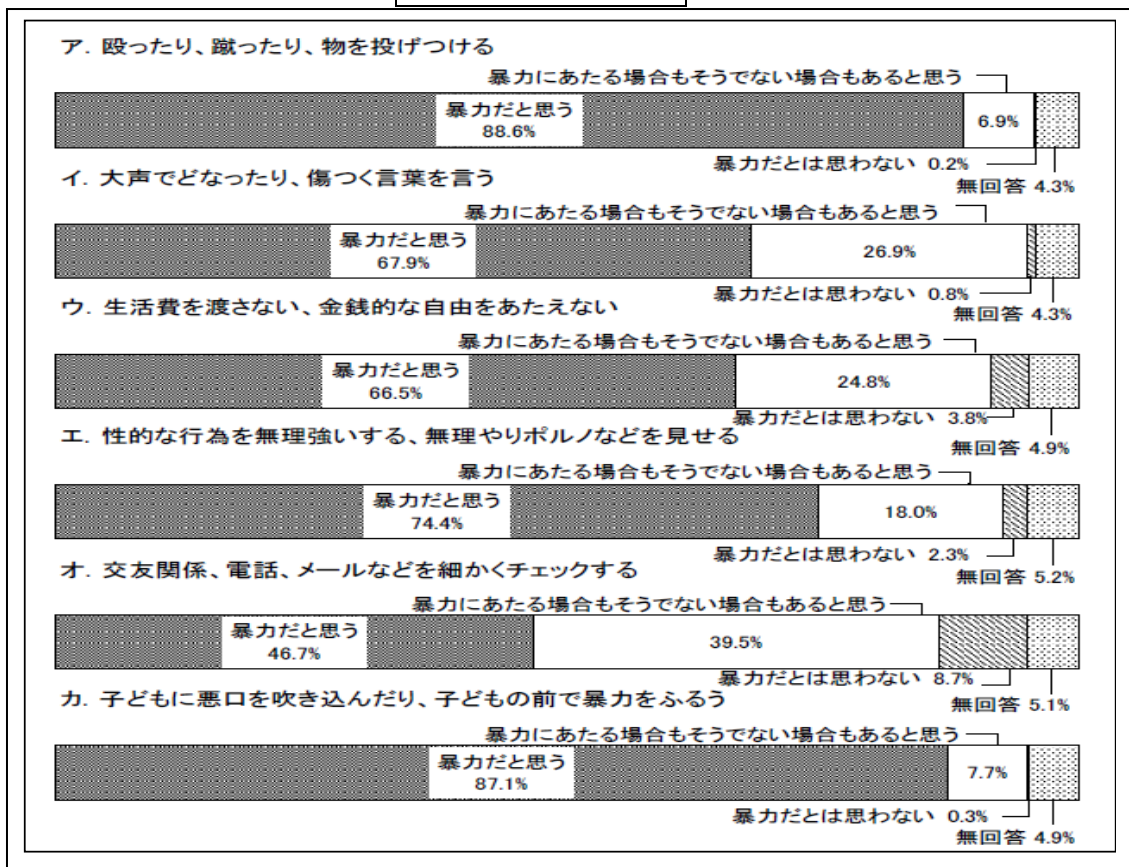 ア. 殴ったり、蹴ったり、物を投げつける
暴力にあたる場合もそうでない場合もあると思う
暴力だと思う
88.6%
6.9%
暴力だとは思わない 0.2%
無回答 4.3%
イ. 大声でどなったり、傷つく言葉を言う
暴力にあたる場合もそうでない場合もあると思う
暴力だと思う
67.9%
26.9%
暴力だとは思わない 0.8%
無回答 4.3%
ウ. 生活費を渡さない、金銭的な自由をあたえない
暴力にあたる場合もそうでない場合もあると思う
暴力だと思う
66.5%
24.8%
暴力だとは思わない 3.8%
無回答 4.9%
エ. 性的な行為を無理強いする、無理やりポルノなどを見せる
暴力にあたる場合もそうでない場合もあると思う
暴力だと思う
74.4%
18.0%
暴力だとは思わない 2.3%
無回答 5.2%
オ. 交友関係、電話、メールなどを細かくチェックする
暴力にあたる場合もそうでない場合もあると思う
暴力だと思う
46.7%
39.5%
暴力だとは思わない 8.7%
無回答 5.1%
カ. 子どもに悪口を吹き込んだり、子どもの前で暴力をふるう
暴力にあたる場合もそうでない場合もあると思う
暴力だと思う
87.1%
7.7%
暴力だとは思わない 0.3%
無回答 4.9%